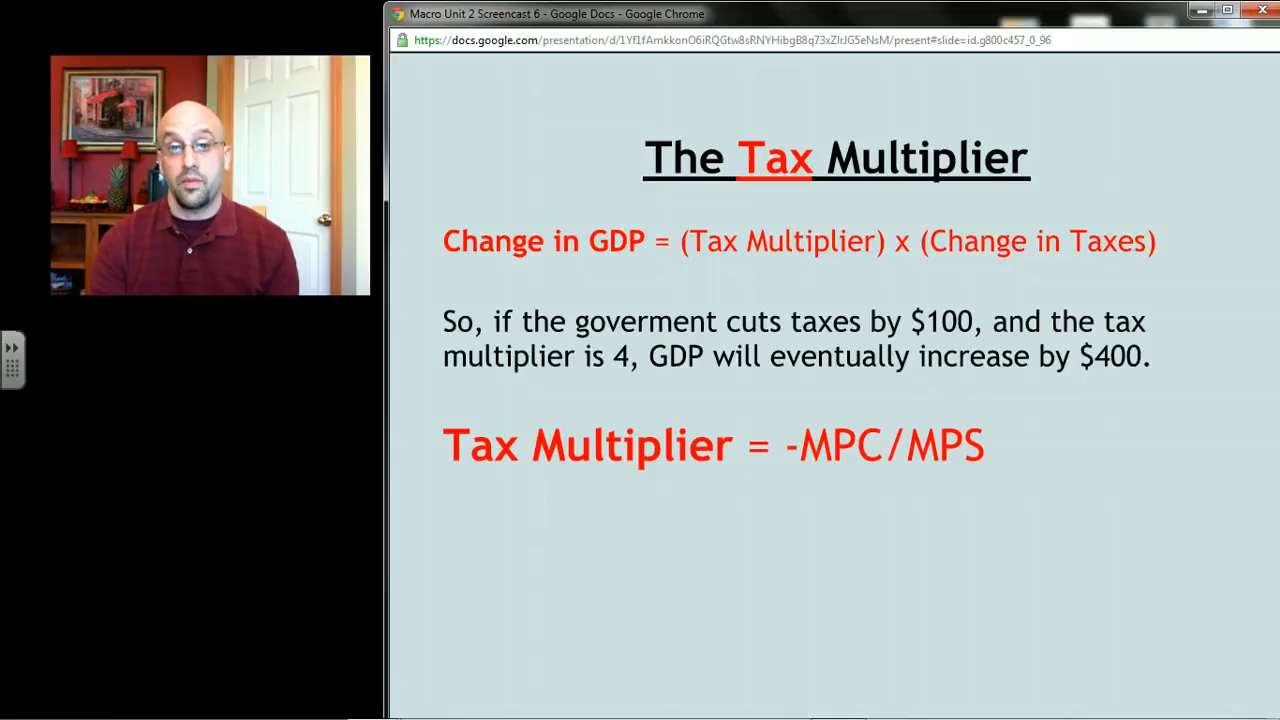 Macro Unit 2 Screencast 6 - Google Docs - Google Chrome
https://docs.google.com/presentation/d/1Yf1fAmkkonO6iRQGtw8sRNYHibgB8q73xZIrJG5eNsM/present#slide=id.g800c457_0_96
The Tax Multiplier
Change in GDP = (Tax Multiplier) x (Change in Taxes)
So, if the goverment cuts taxes by $100, and the tax
multiplier is 4, GDP will eventually increase by $400.
Tax Multiplier = -MPC/MPS